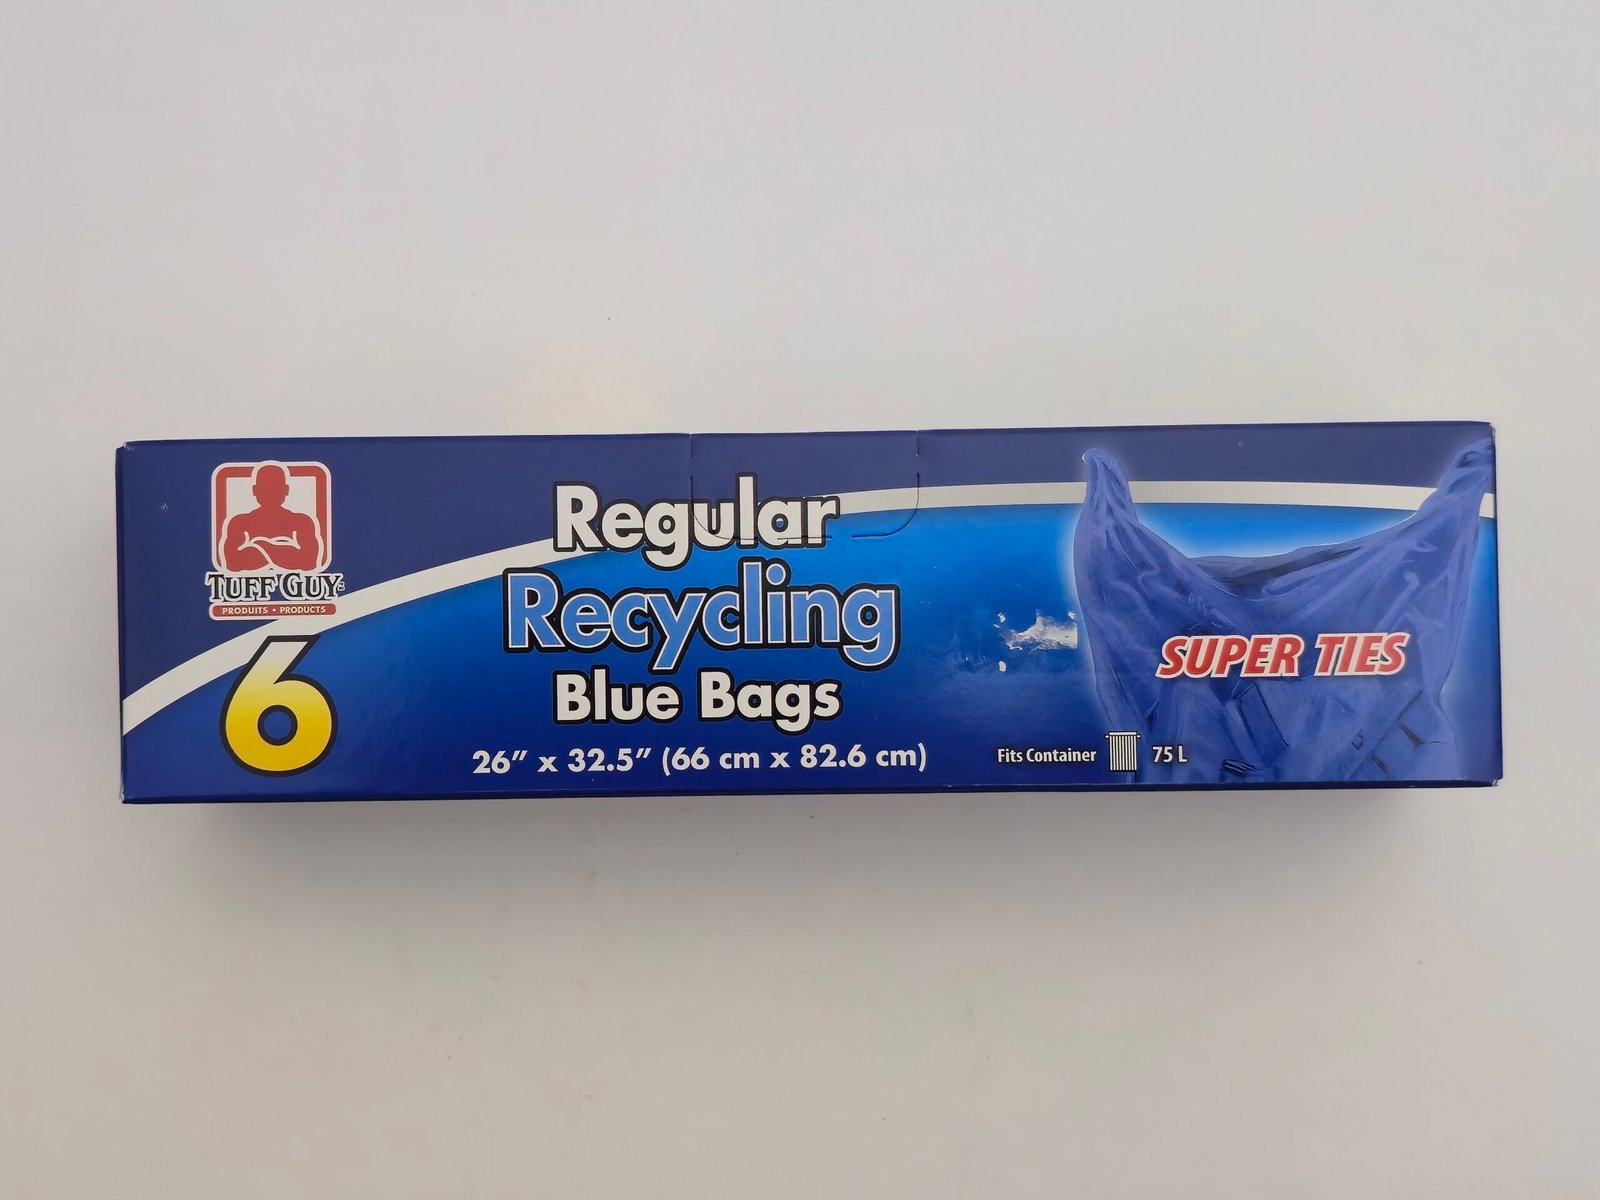 TUFF GUY
PRODUITS • PRODUCTS
6
Regular
Recycling
Blue Bags
26" x 32.5" (66 cm x 82.6 cm)
SUPER TIES
Fits Container 75 L